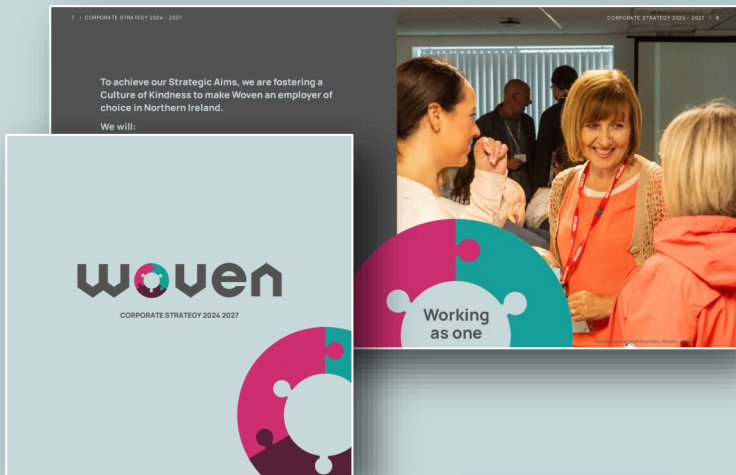 7 | CORPORATE STRATEGY 2024 - 2027
CORPORATE STRATEGY 2024 - 2027 | 8
To achieve our Strategic Aims, we are fostering a
Culture of Kindness to make Woven an employer of
choice in Northern Ireland.
We will:
Working
as one
woven
CORPORATE STRATEGY 2024 2027